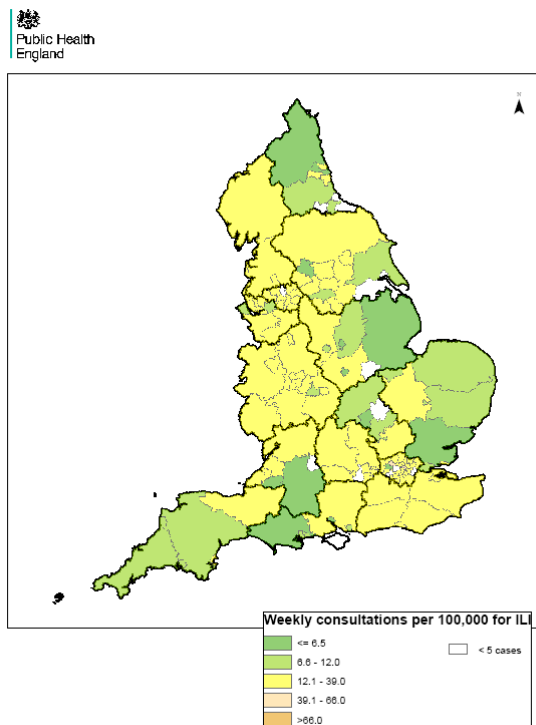 Public Health
England
Weekly consultations per 100,000 for ILI
<= 6.5
< 5 cases
6.6 - 12.0
12.1 - 39.0
39.1 - 66.0
>66.0